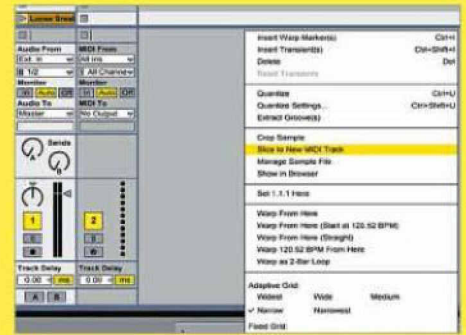 Loose Break
Audio From
MIDI From
Ext. In
All Ins
1/2
All Channe
Monitor
Monitor
In Auto Off
In Auto Off
Audio To
MIDI To
Master
No Output
Sends
A
B
1
2
S
S
Track Delay
Track Delay
0.00 ms
0.00 ms
A B
Insert Warp Marker(s) Ctrl+I
Insert Transient(s) Ctrl+Shift+I
Delete Del
Reset Transients
Quantize Ctrl+U
Quantize Settings... Ctrl+Shift+U
Extract Groove(s)
Crop Sample
Slice to New MIDI Track
Manage Sample File
Show in Browser
Set 1.1.1 Here
Warp From Here
Warp From Here (Start at 120.52 BPM)
Warp From Here (Straight)
Warp 120.52 BPM From Here
Warp as 2-Bar Loop
Adaptive Grid:
Widest Wide Medium
✓ Narrow Narrowest
Fixed Grid: